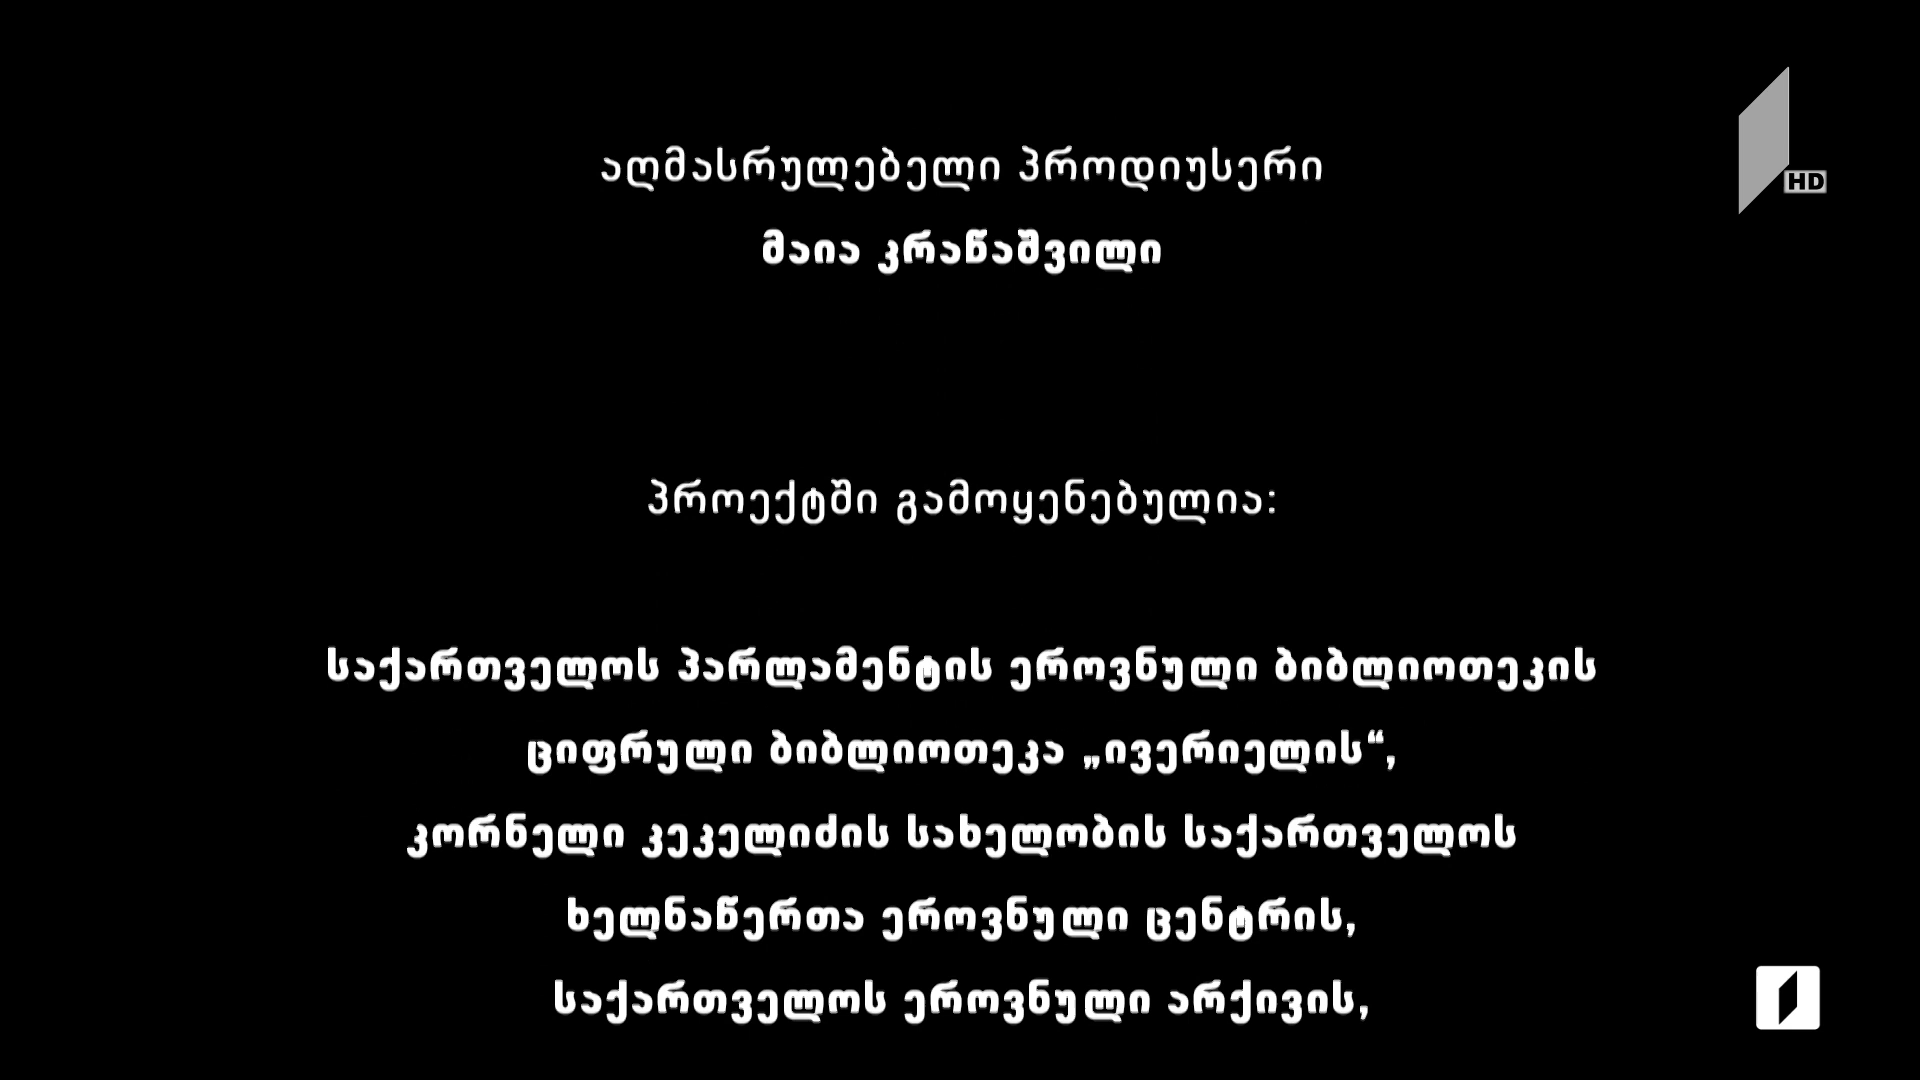 აღმასრულებელი პროდიუსერი
მაია კრაწაშვილი
პროექტში გამოყენებულია:
საქართველოს პარლამენტის ეროვნული ბიბლიოთეკის
ციფრული ბიბლიოთეკა „ივერიელის“,
კორნელი კეკელიძის სახელობის საქართველოს
ხელნაწერთა ეროვნული ცენტრის,
საქართველოს ეროვნული არქივის,
HD